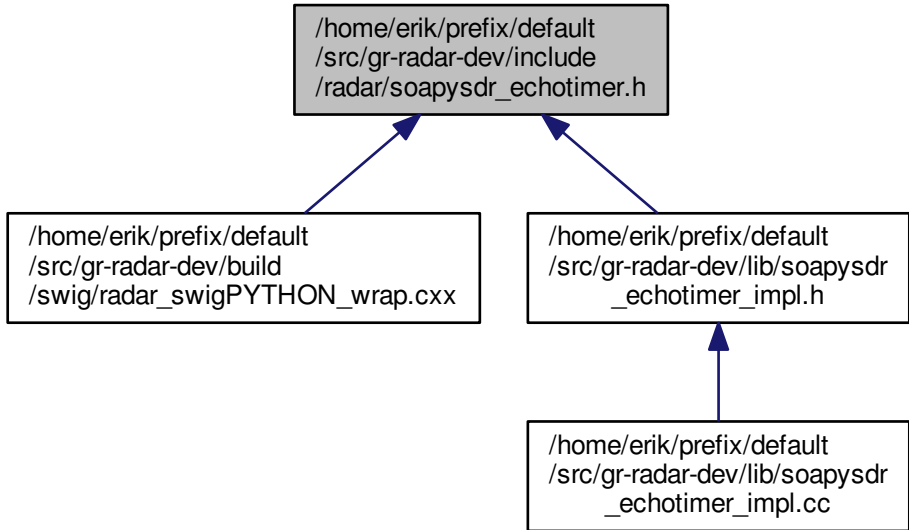 /home/erik/prefix/default
/src/gr-radar-dev/include
/radar/soapysdr_echotimer.h
/home/erik/prefix/default
/src/gr-radar-dev/build
/swig/radar_swigPYTHON_wrap.cxx
/home/erik/prefix/default
/src/gr-radar-dev/lib/soapysdr
_echotimer_impl.h
/home/erik/prefix/default
/src/gr-radar-dev/lib/soapysdr
_echotimer_impl.cc